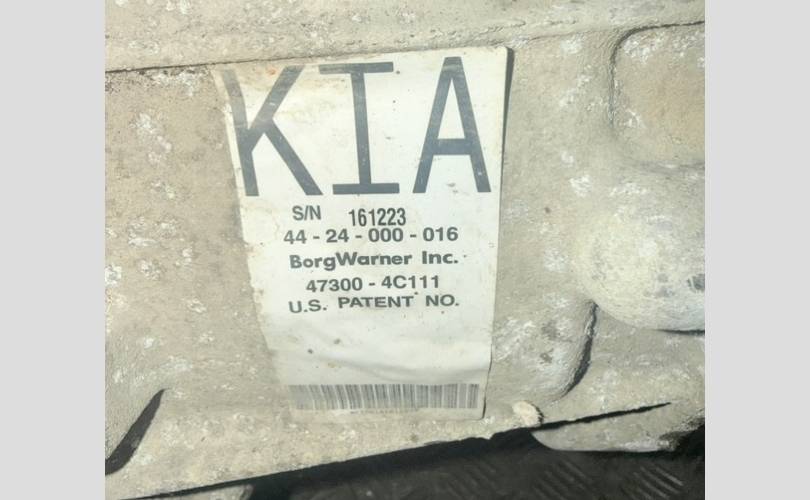 KIA
S/N 161223
44-24-000-016
BorgWarner Inc.
47300-4C111
U.S. PATENT NO.